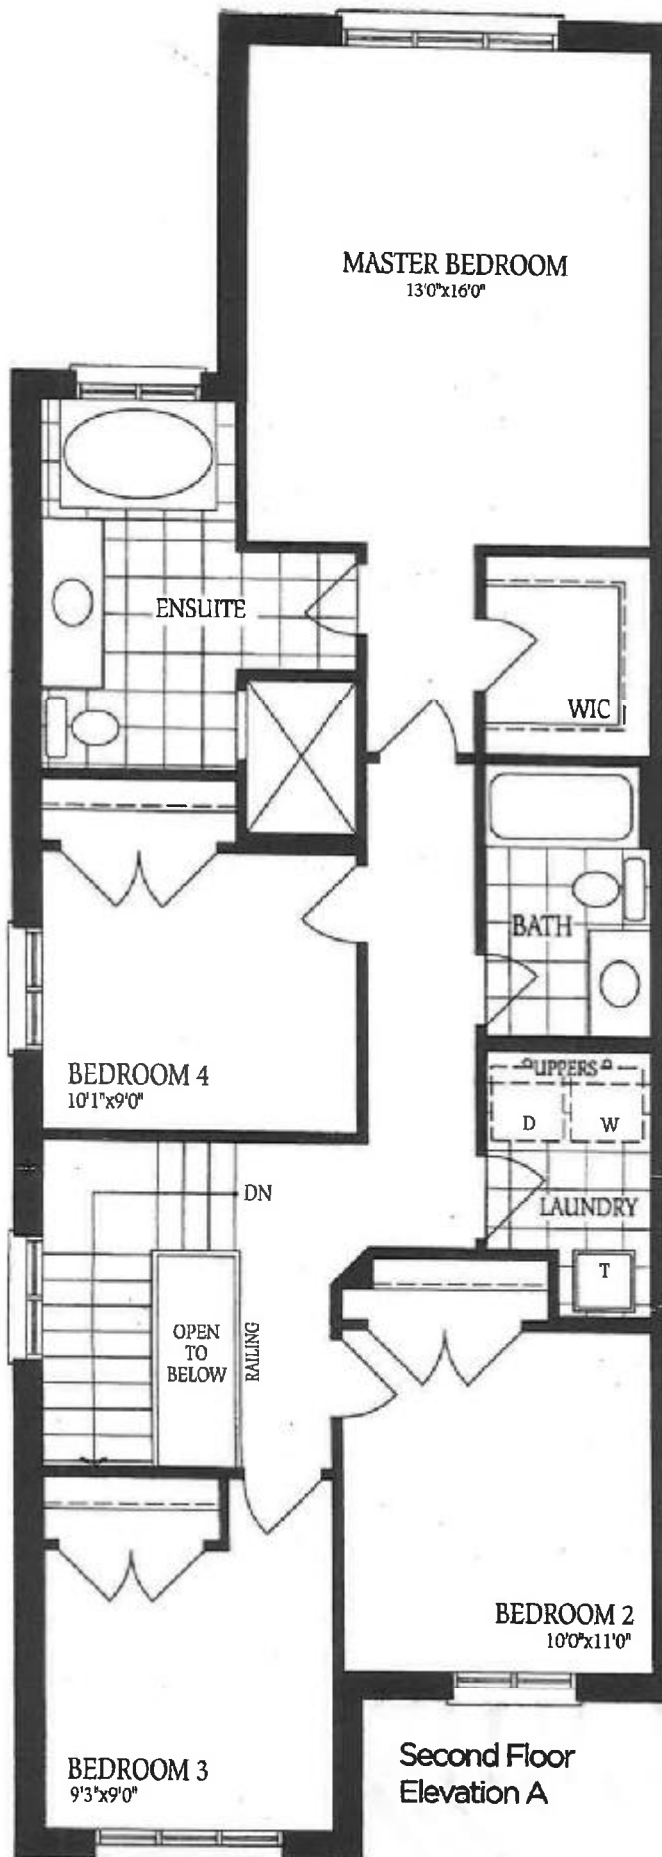 MASTER BEDROOM
13'0"x16'0"
ENSUITE
WIC
BATH
BEDROOM 4
10'1"x9'0"
UPPERS
D W
LAUNDRY
T
DN
OPEN
TO
BELOW
RAILING
BEDROOM 2
10'0"x11'0"
BEDROOM 3
9'3"x9'0"
Second Floor
Elevation A